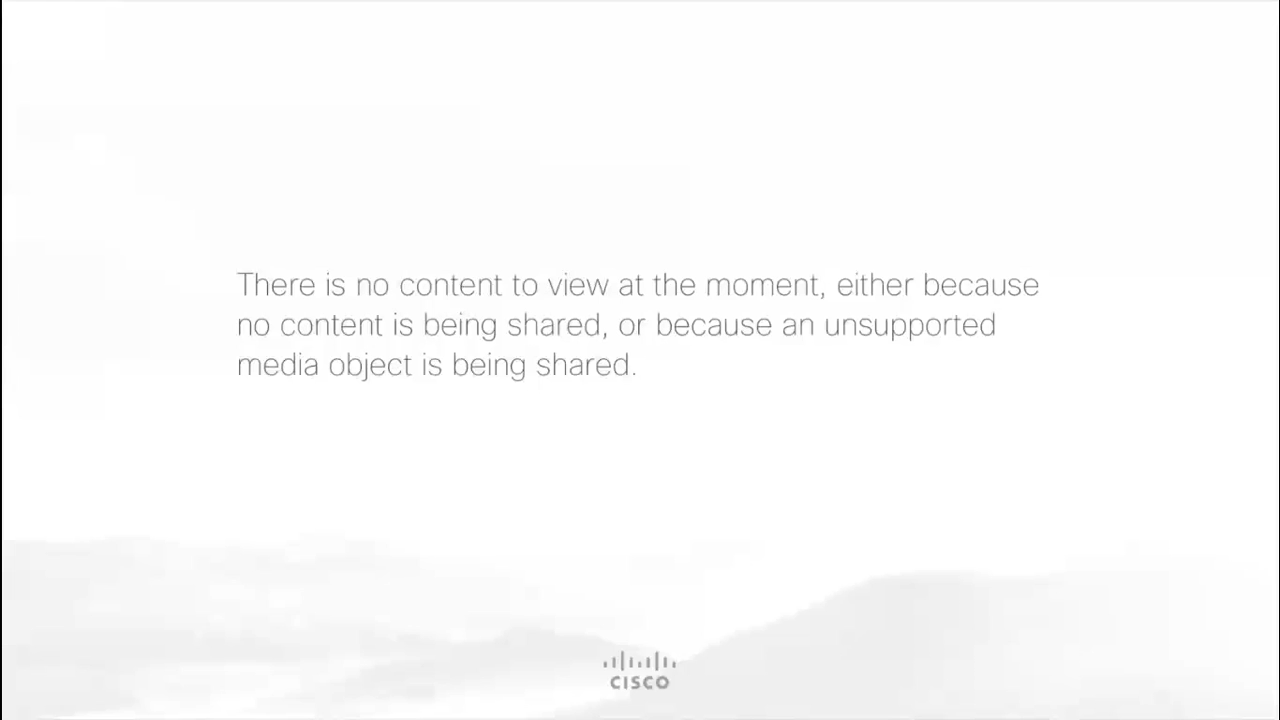 There is no content to view at the moment, either because
no content is being shared, or because an unsupported
media object is being shared.
CISCO